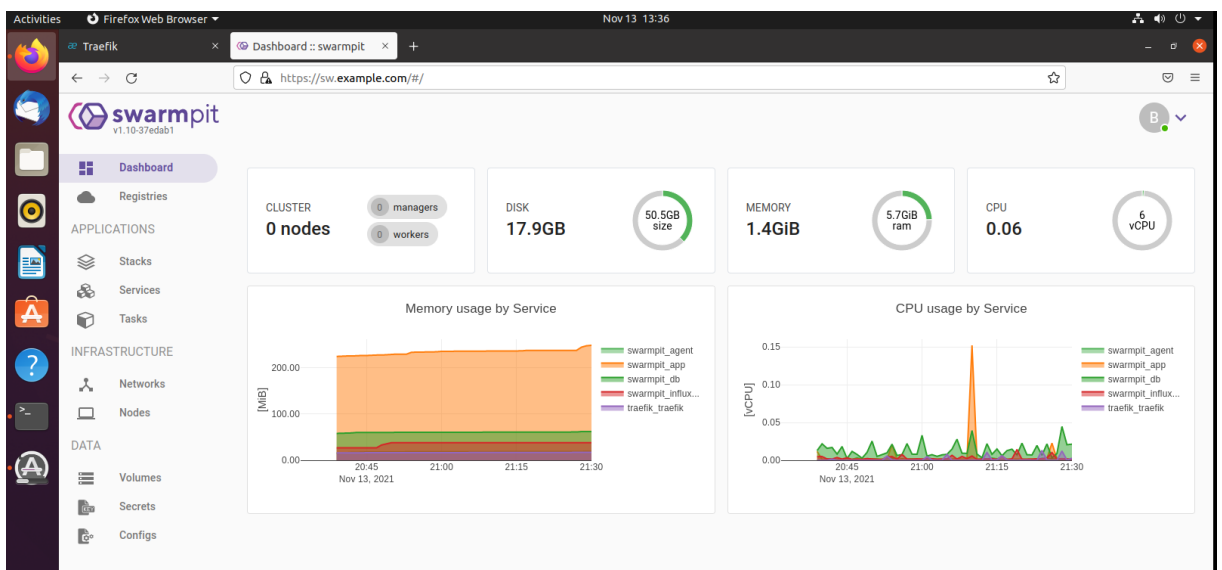 Activities Firefox Web Browser Nov 13 13:36
Traefik Dashboard :: swarmpit
https://sw.example.com/#/
swarmpit
v1.10-37edab1
B
Dashboard
Registries
APPLICATIONS
Stacks
Services
Tasks
INFRASTRUCTURE
Networks
Nodes
DATA
Volumes
Secrets
Configs
CLUSTER
0 nodes
0 managers
0 workers
DISK
17.9GB
50.5GB
size
MEMORY
1.4GiB
5.7GiB
ram
CPU
0.06
6
vCPU
Memory usage by Service
[MiB]
200.00
100.00
0.00
20:45 21:00 21:15 21:30
Nov 13, 2021
swarmpit_agent
swarmpit_app
swarmpit_db
swarmpit_influx...
traefik_traefik
CPU usage by Service
[vCPU]
0.15
0.10
0.05
0.00
20:45 21:00 21:15 21:30
Nov 13, 2021
swarmpit_agent
swarmpit_app
swarmpit_db
swarmpit_influx...
traefik_traefik